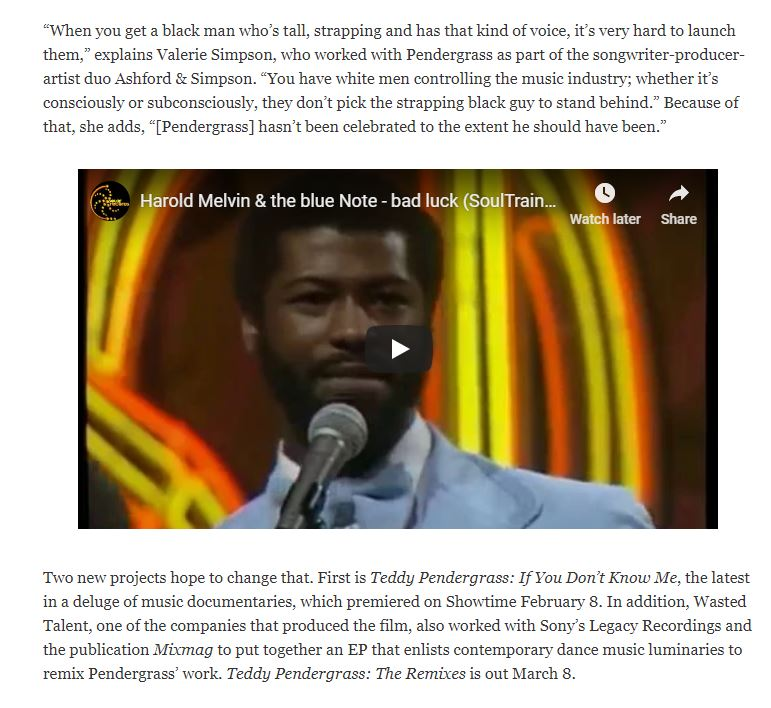 “When you get a black man who’s tall, strapping and has that kind of voice, it’s very hard to launch
them,” explains Valerie Simpson, who worked with Pendergrass as part of the songwriter-producer-
artist duo Ashford & Simpson. “You have white men controlling the music industry; whether it’s
consciously or subconsciously, they don’t pick the strapping black guy to stand behind.” Because of
that, she adds, “[Pendergrass] hasn’t been celebrated to the extent he should have been.”
Harold Melvin & the blue Note - bad luck (SoulTrain...
Watch later
Share
Two new projects hope to change that. First is Teddy Pendergrass: If You Don’t Know Me, the latest
in a deluge of music documentaries, which premiered on Showtime February 8. In addition, Wasted
Talent, one of the companies that produced the film, also worked with Sony’s Legacy Recordings and
the publication Mixmag to put together an EP that enlists contemporary dance music luminaries to
remix Pendergrass’ work. Teddy Pendergrass: The Remixes is out March 8.